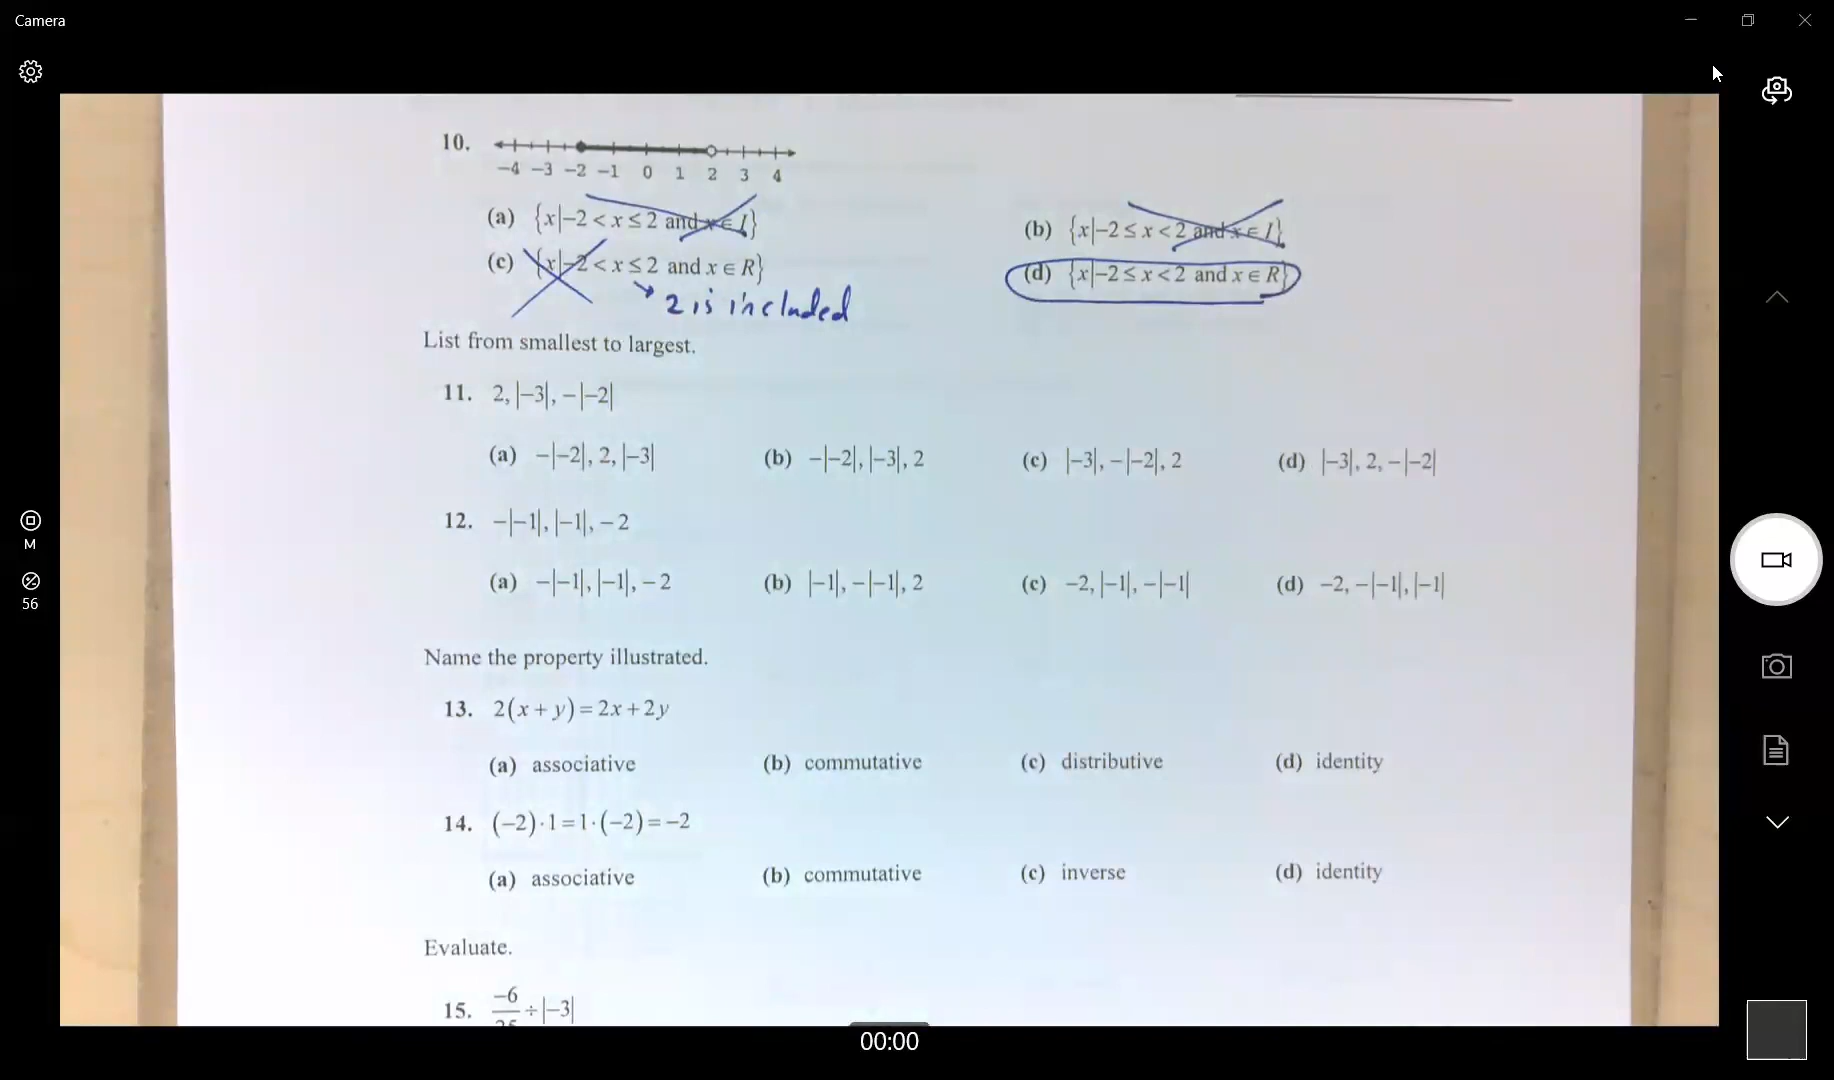 Camera
10.
−4 −3 −2 −1 0 1 2 3 4
(a) {x|−2 < x ≤ 2 and x ∈ I}
(b) {x|−2 ≤ x < 2 and x ∈ I}
(c) {x|−2 < x ≤ 2 and x ∈ R}
(d) {x|−2 ≤ x < 2 and x ∈ R}
2 is included
List from smallest to largest.
11. 2, |−3|, −|−2|
(a) −|−2|, 2, |−3| (b) −|−2|, |−3|, 2 (c) |−3|, −|−2|, 2 (d) |−3|, 2, −|−2|
12. −|−1|, |−1|, −2
(a) −|−1|, |−1|, −2 (b) |−1|, −|−1|, 2 (c) −2, |−1|, −|−1| (d) −2, −|−1|, |−1|
M
56
Name the property illustrated.
13. 2(x + y) = 2x + 2y
(a) associative (b) commutative (c) distributive (d) identity
14. (−2) · 1 = 1 · (−2) = −2
(a) associative (b) commutative (c) inverse (d) identity
Evaluate.
15. −6/ ÷ |−3|
00:00